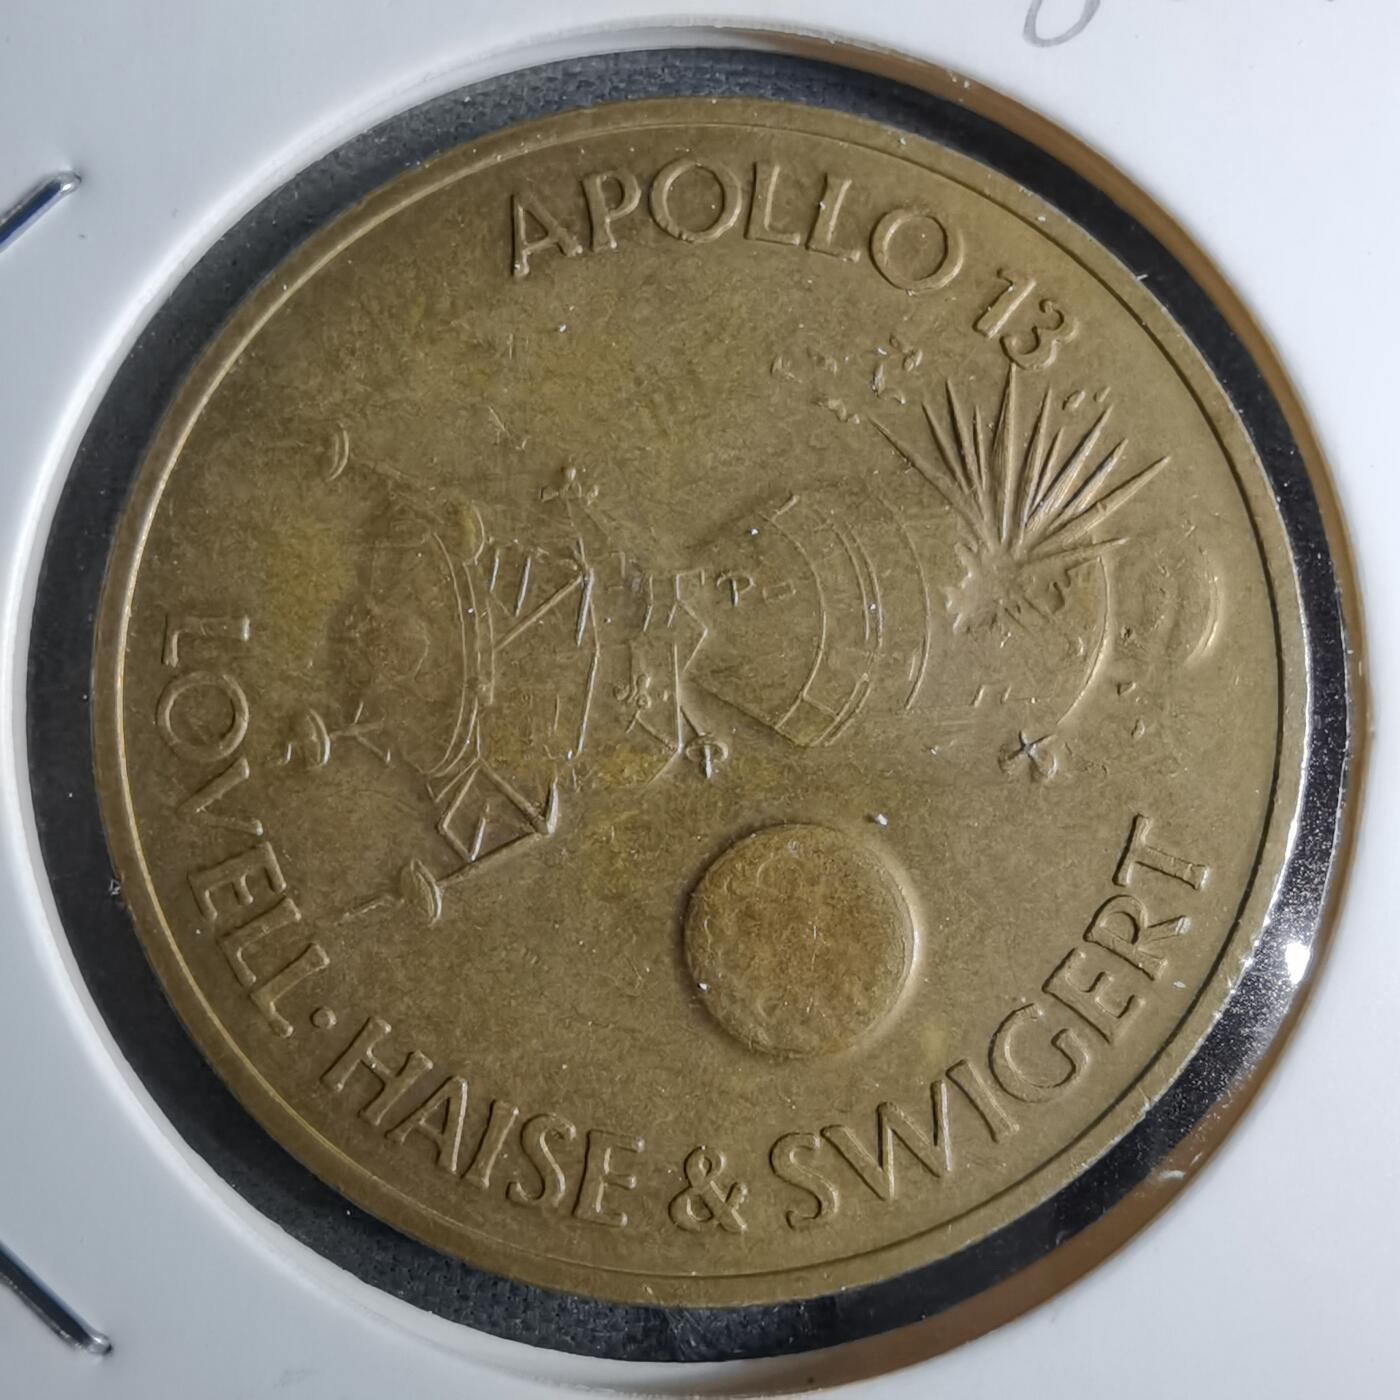 APOLLO 13
LOVELL · HAISE & SWIGERT